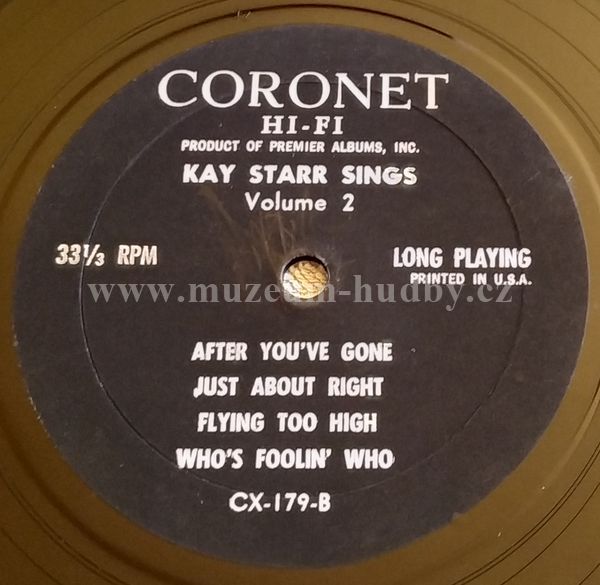 CORONET
HI-FI
PRODUCT OF PREMIER ALBUMS, INC.
KAY STARR SINGS
Volume 2
33⅓ RPM
LONG PLAYING
PRINTED IN U.S.A.
www.muzeum-hudby.cz
AFTER YOU'VE GONE
JUST ABOUT RIGHT
FLYING TOO HIGH
WHO'S FOOLIN' WHO
CX-179-B